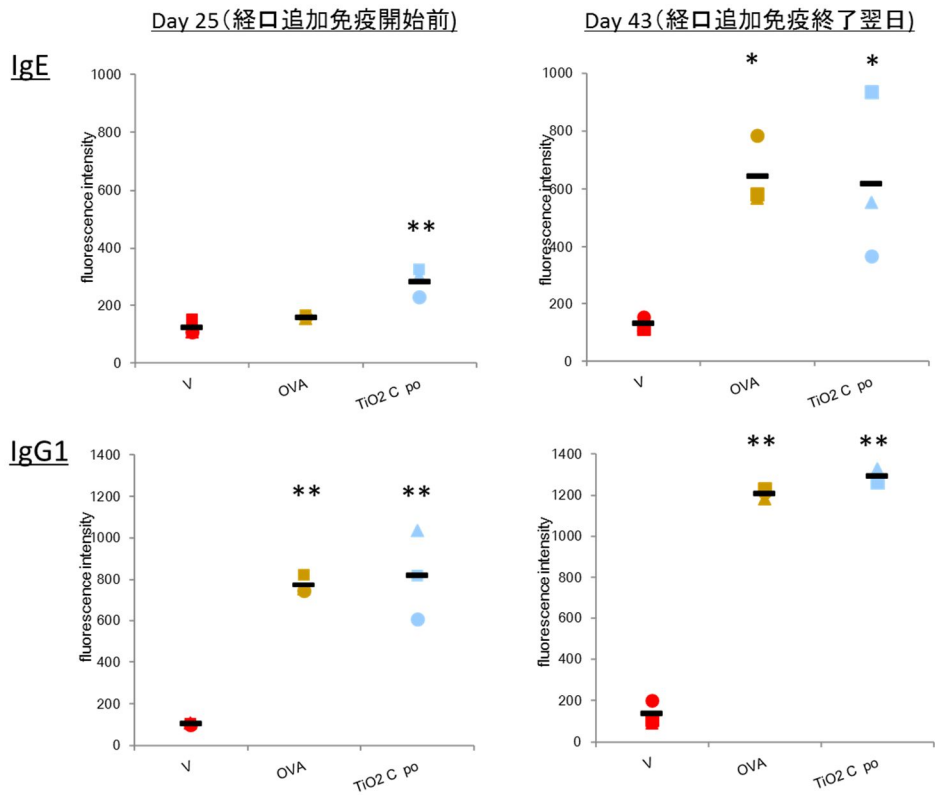 Day 25(経口追加免疫開始前)
Day 43(経口追加免疫終了翌日)
IgE
fluorescence intensity
1000
800
600
400
200
0
**
V
OVA
TiO2 C po
fluorescence intensity
1000
800
600
400
200
0
*
*
V
OVA
TiO2 C po
IgG1
fluorescence intensity
1400
1200
1000
800
600
400
200
0
**
**
V
OVA
TiO2 C po
fluorescence intensity
1400
1200
1000
800
600
400
200
0
**
**
V
OVA
TiO2 C po